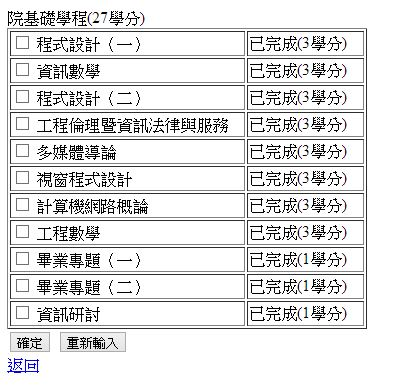 院基礎學程(27學分)
程式設計（一） 已完成(3學分)
資訊數學 已完成(3學分)
程式設計（二） 已完成(3學分)
工程倫理暨資訊法律與服務 已完成(3學分)
多媒體導論 已完成(3學分)
視窗程式設計 已完成(3學分)
計算機網路概論 已完成(3學分)
工程數學 已完成(3學分)
畢業專題（一） 已完成(1學分)
畢業專題（二） 已完成(1學分)
資訊研討 已完成(1學分)
確定 重新輸入
返回